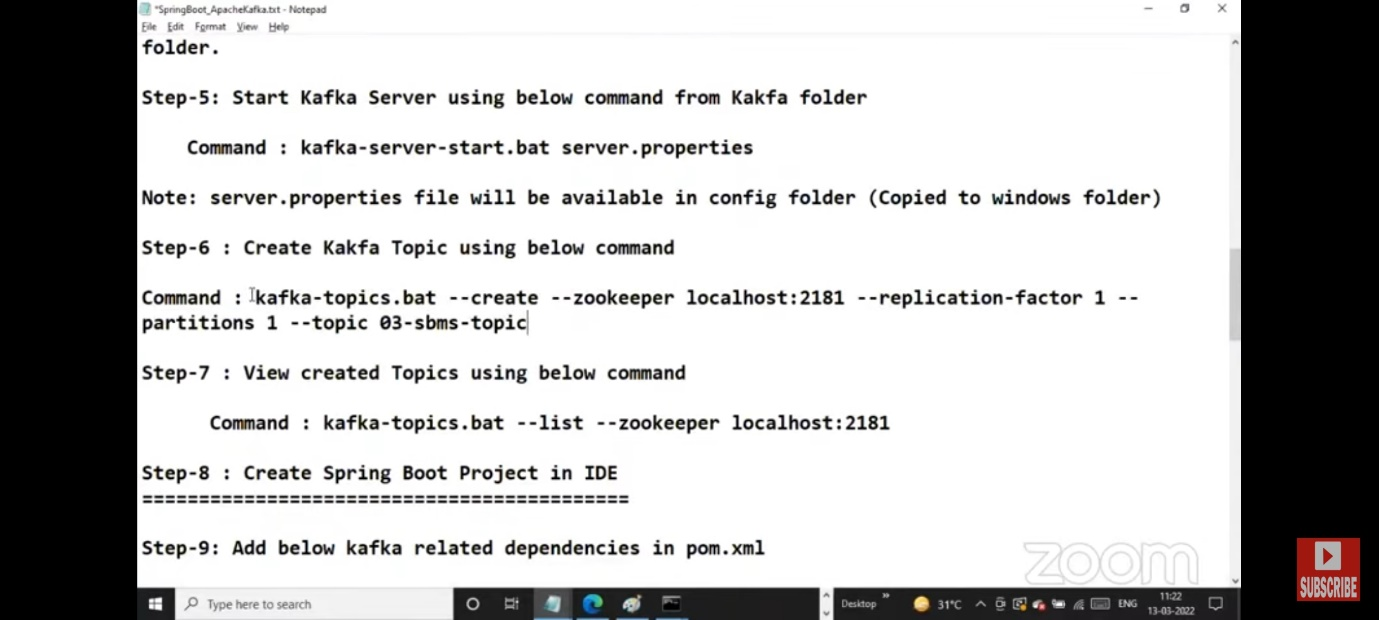 *SpringBoot_ApacheKafka.txt - Notepad
File Edit Format View Help
folder.
Step-5: Start Kafka Server using below command from Kakfa folder
Command : kafka-server-start.bat server.properties
Note: server.properties file will be available in config folder (Copied to windows folder)
Step-6 : Create Kakfa Topic using below command
Command : kafka-topics.bat --create --zookeeper localhost:2181 --replication-factor 1 --
partitions 1 --topic 03-sbms-topic
Step-7 : View created Topics using below command
Command : kafka-topics.bat --list --zookeeper localhost:2181
Step-8 : Create Spring Boot Project in IDE
==========================================
Step-9: Add below kafka related dependencies in pom.xml
zoom
SUBSCRIBE
Type here to search
Desktop
31°C
ENG
11:22
13-03-2022